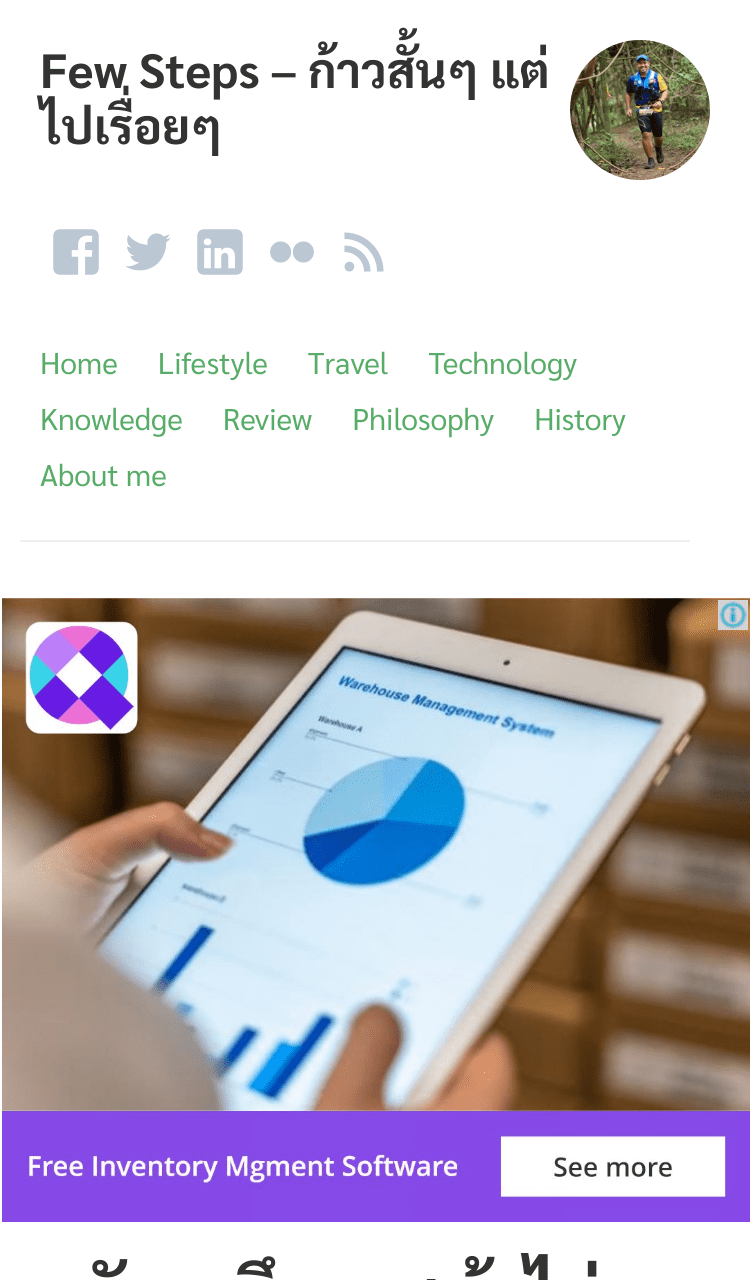 Few Steps – ก้าวสั้นๆ แต่
ไปเรื่อยๆ
Home Lifestyle Travel Technology
Knowledge Review Philosophy History
About me
Warehouse Management System
Warehouse A
Warehouse B
Free Inventory Mgment Software
See more